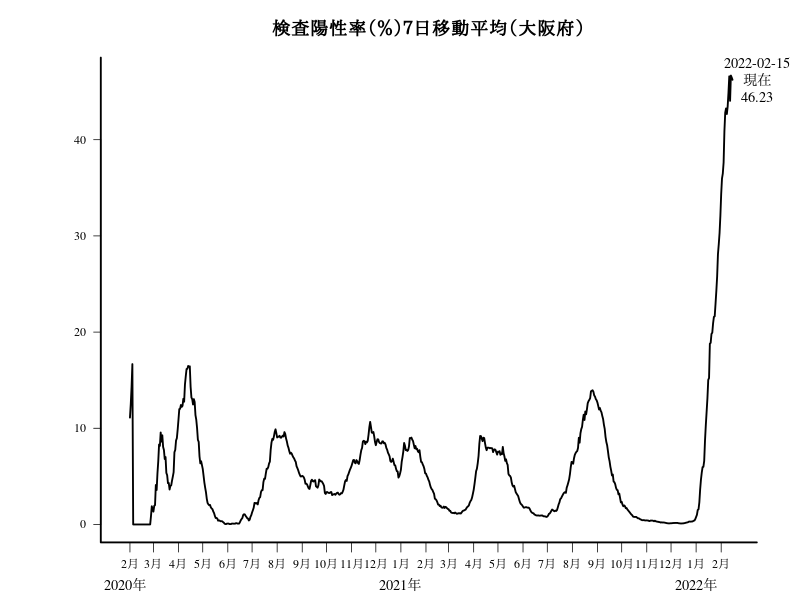 検査陽性率(%)7日移動平均(大阪府)
2022-02-15
現在
46.23
40
30
20
10
0
2月 3月 4月 5月 6月 7月 8月 9月 10月 11月 12月 1月 2月 3月 4月 5月 6月 7月 8月 9月 10月 11月 12月 1月 2月
2020年 2021年 2022年